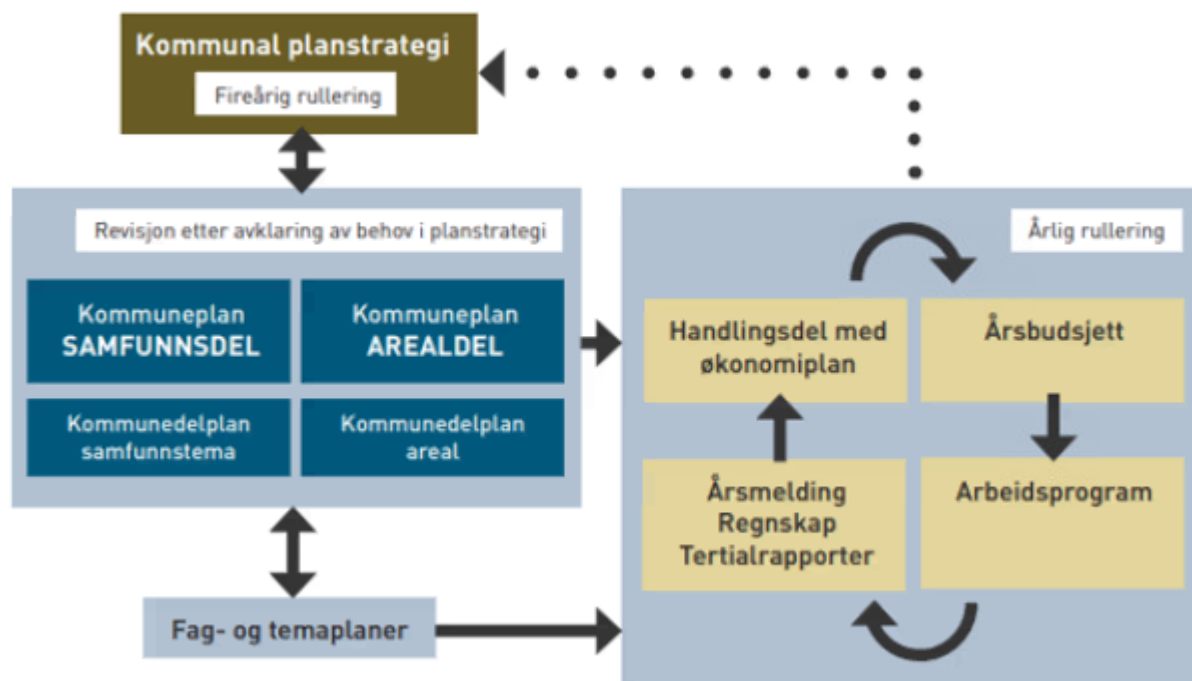 Kommunal planstrategi
Fireårig rullering
Revisjon etter avklaring av behov i planstrategi
Kommuneplan
SAMFUNNSDEL
Kommuneplan
AREALDEL
Kommunedelplan
samfunnstema
Kommunedelplan
areal
Fag- og temaplaner
Årlig rullering
Handlingsdel med
økonomiplan
Årsbudsjett
Årsmelding
Regnskap
Tertialrapporter
Arbeidsprogram